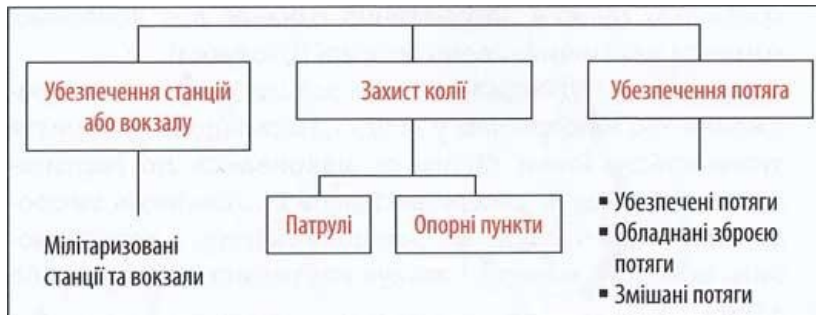 Убезпечення станцій
або вокзалу
Захист колії
Убезпечення потяга
Патрулі
Опорні пункти
Мілітаризовані
станції та вокзали
▪ Убезпечені потяги
▪ Обладнані зброєю
потяги
▪ Змішані потяги